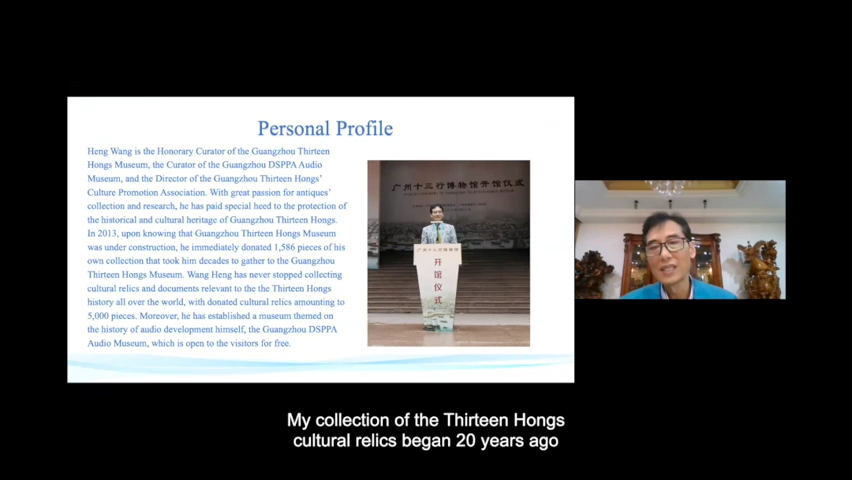 Personal Profile
Heng Wang is the Honorary Curator of the Guangzhou Thirteen
Hongs Museum, the Curator of the Guangzhou DSPPA Audio
Museum, and the Director of the Guangzhou Thirteen Hongs'
Culture Promotion Association. With great passion for antiques'
collection and research, he has paid special heed to the protection of
the historical and cultural heritage of Guangzhou Thirteen Hongs.
In 2013, upon knowing that Guangzhou Thirteen Hongs Museum
was under construction, he immediately donated 1,586 pieces of his
own collection that took him decades to gather to the Guangzhou
Thirteen Hongs Museum. Wang Heng has never stopped collecting
cultural relics and documents relevant to the the Thirteen Hongs
history all over the world, with donated cultural relics amounting to
5,000 pieces. Moreover, he has established a museum themed on
the history of audio development himself, the Guangzhou DSPPA
Audio Museum, which is open to the visitors for free.
广州十三行博物馆开馆仪式
广州十三行博物馆
开
馆
仪
式
My collection of the Thirteen Hongs
cultural relics began 20 years ago